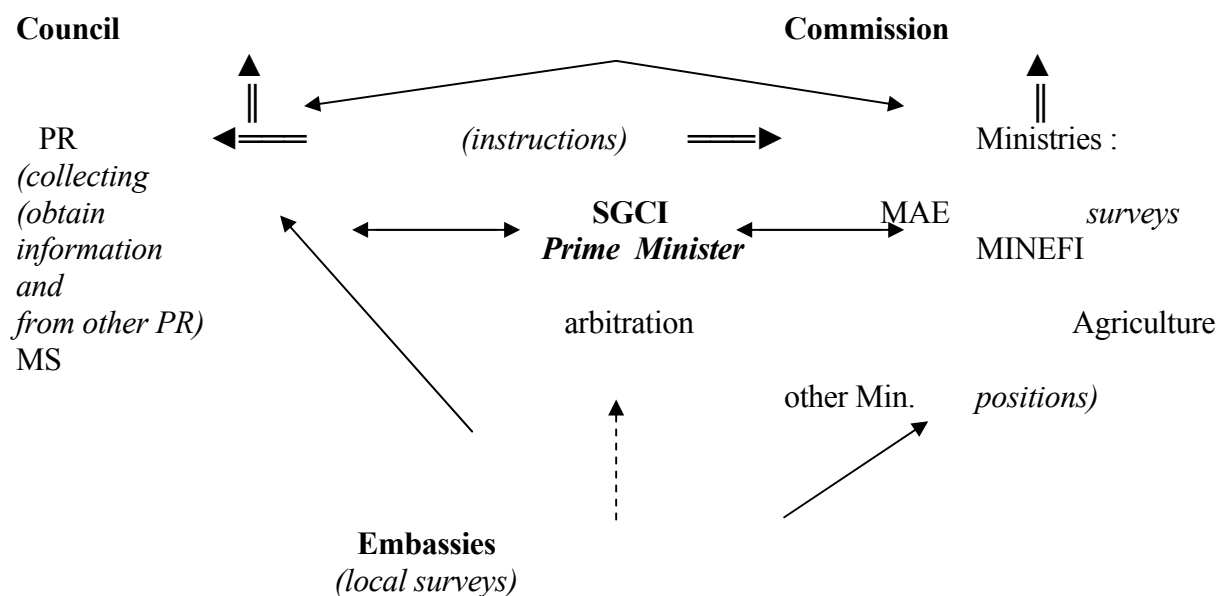 Council Commission
PR (instructions) Ministries :
(collecting
(obtain SGCI MAE surveys
information Prime Minister MINEFI
and
from other PR) arbitration Agriculture
MS
other Min. positions)
Embassies
(local surveys)